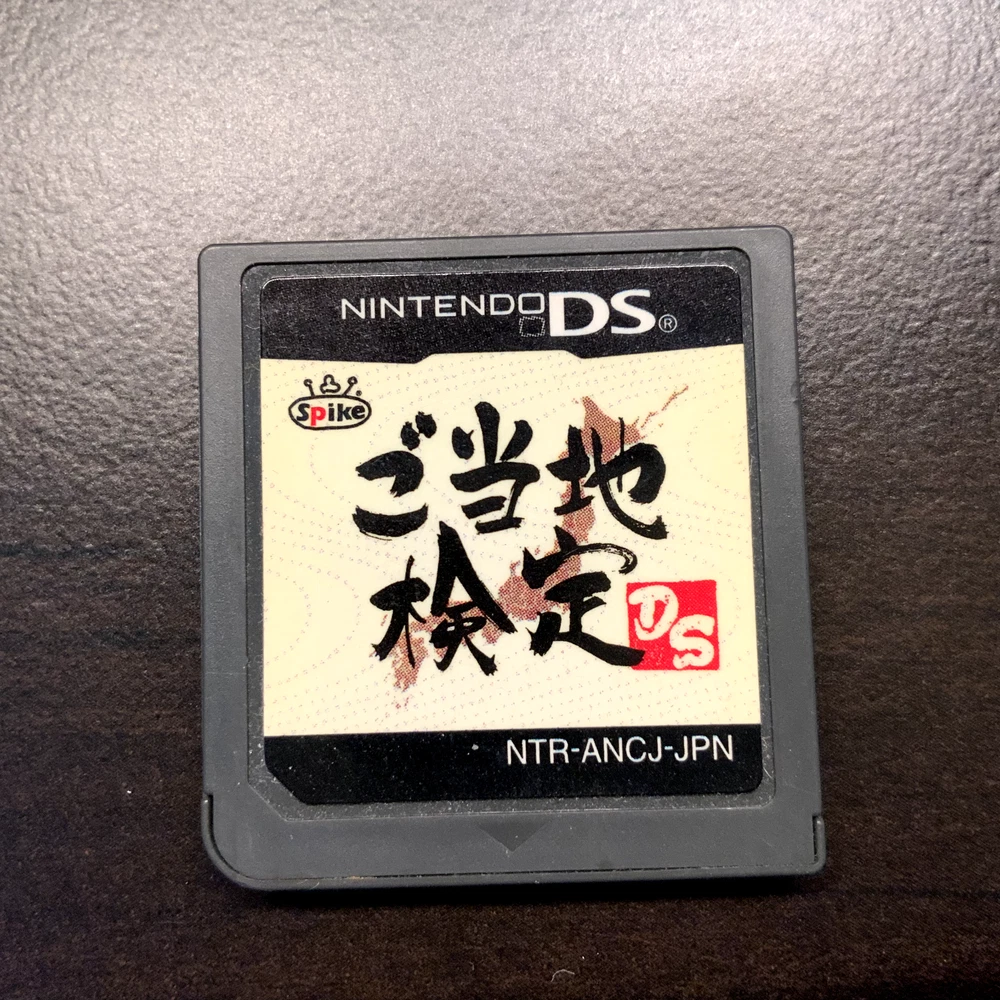 NINTENDO DS®
Spike
ご当地
検定
DS
NTR-ANCJ-JPN